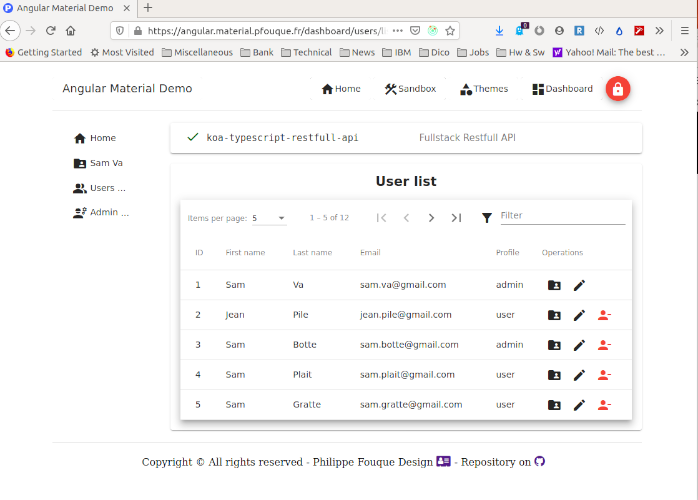 Angular Material Demo
https://angular.material.pfouque.fr/dashboard/users/li
Getting Started Most Visited Miscellaneous Bank Technical News IBM Dico Jobs Hw & Sw Yahoo! Mail: The best ...
Angular Material Demo Home Sandbox Themes Dashboard
Home
Sam Va
Users ...
Admin ...
koa-typescript-restfull-api Fullstack Restfull API
User list
Items per page: 5 1 – 5 of 12 Filter
ID First name Last name Email Profile Operations
1 Sam Va sam.va@gmail.com admin
2 Jean Pile jean.pile@gmail.com user
3 Sam Botte sam.botte@gmail.com admin
4 Sam Plait sam.plait@gmail.com user
5 Sam Gratte sam.gratte@gmail.com user
Copyright © All rights reserved - Philippe Fouque Design - Repository on